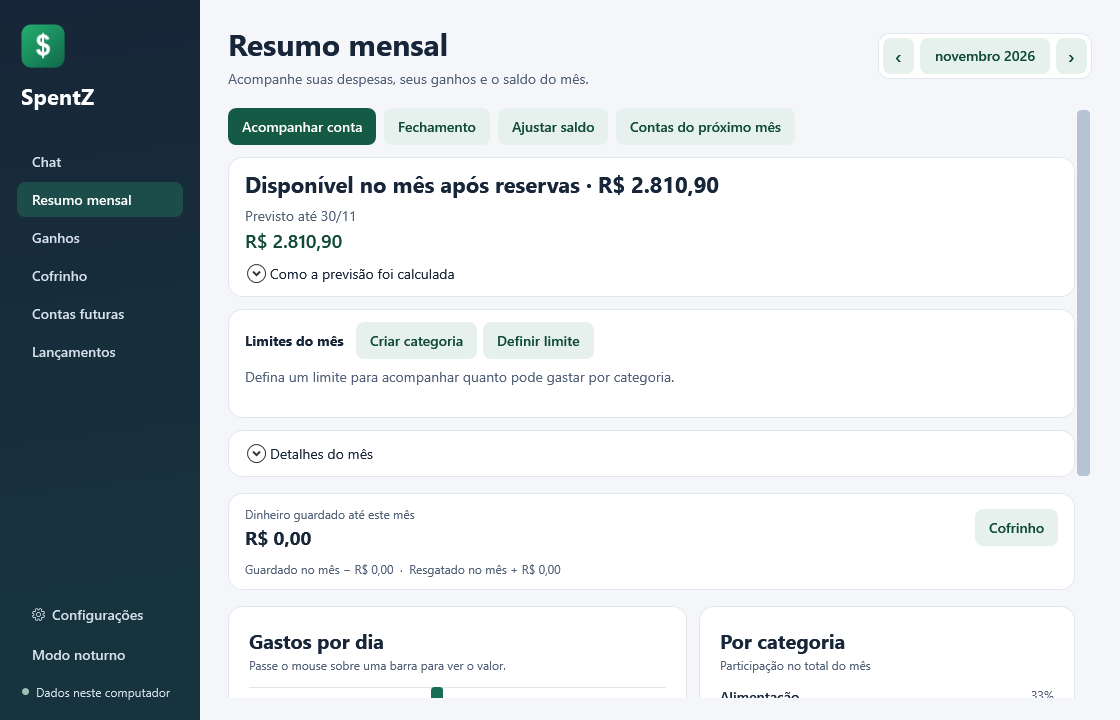 $
SpentZ
Chat
Resumo mensal
Ganhos
Cofrinho
Contas futuras
Lançamentos
Configurações
Modo noturno
Dados neste computador
Resumo mensal
Acompanhe suas despesas, seus ganhos e o saldo do mês.
‹ novembro 2026 ›
Acompanhar conta Fechamento Ajustar saldo Contas do próximo mês
Disponível no mês após reservas · R$ 2.810,90
Previsto até 30/11
R$ 2.810,90
Como a previsão foi calculada
Limites do mês Criar categoria Definir limite
Defina um limite para acompanhar quanto pode gastar por categoria.
Detalhes do mês
Dinheiro guardado até este mês
R$ 0,00
Cofrinho
Guardado no mês − R$ 0,00 · Resgatado no mês + R$ 0,00
Gastos por dia
Passe o mouse sobre uma barra para ver o valor.
Por categoria
Participação no total do mês
Alimentação 33%